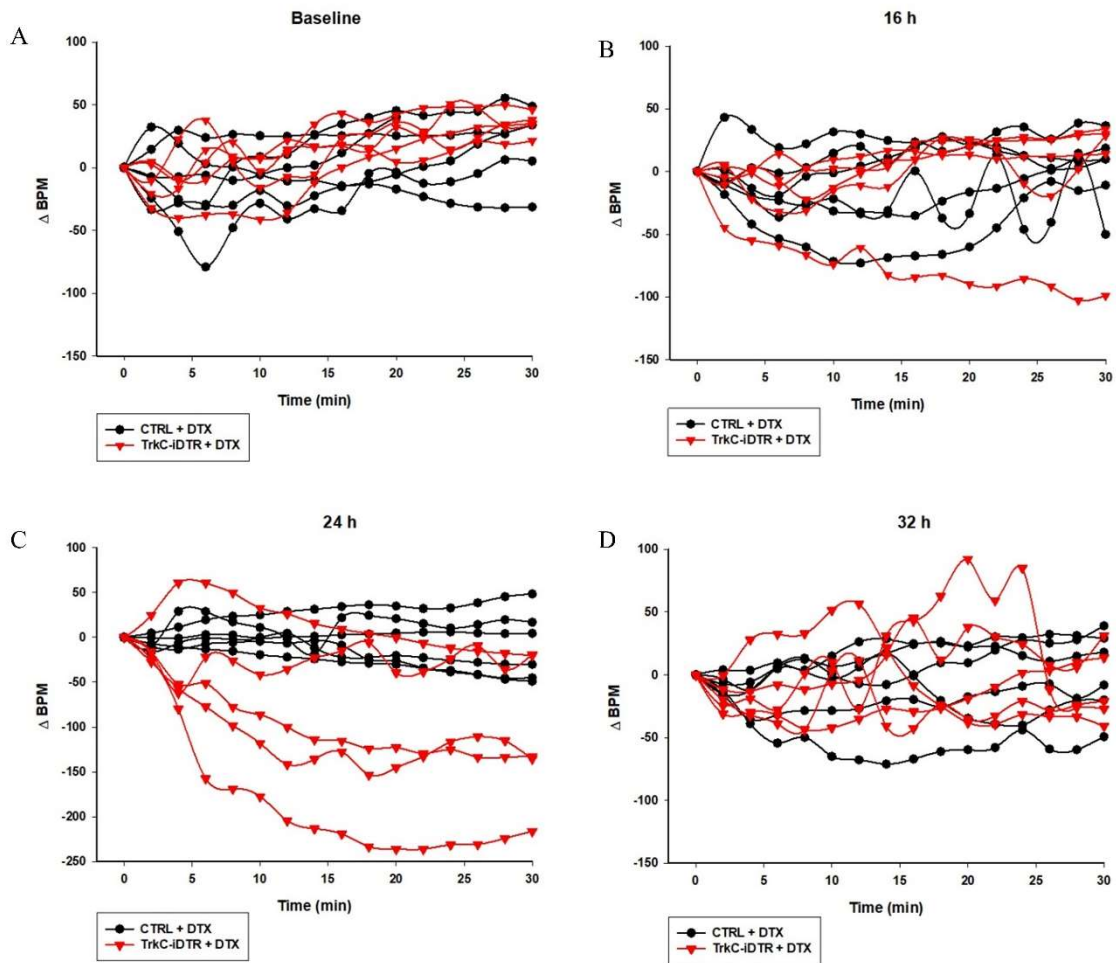 A
Baseline
100
50
0
-50
-100
-150
Δ BPM
0 5 10 15 20 25 30
Time (min)
CTRL + DTX
TrkC-iDTR + DTX
B
16 h
100
50
0
-50
-100
-150
Δ BPM
0 5 10 15 20 25 30
Time (min)
CTRL + DTX
TrkC-iDTR + DTX
C
24 h
100
50
0
-50
-100
-150
-200
-250
Δ BPM
0 5 10 15 20 25 30
Time (min)
CTRL + DTX
TrkC-iDTR + DTX
D
32 h
100
50
0
-50
-100
-150
Δ BPM
0 5 10 15 20 25 30
Time (min)
CTRL + DTX
TrkC-iDTR + DTX